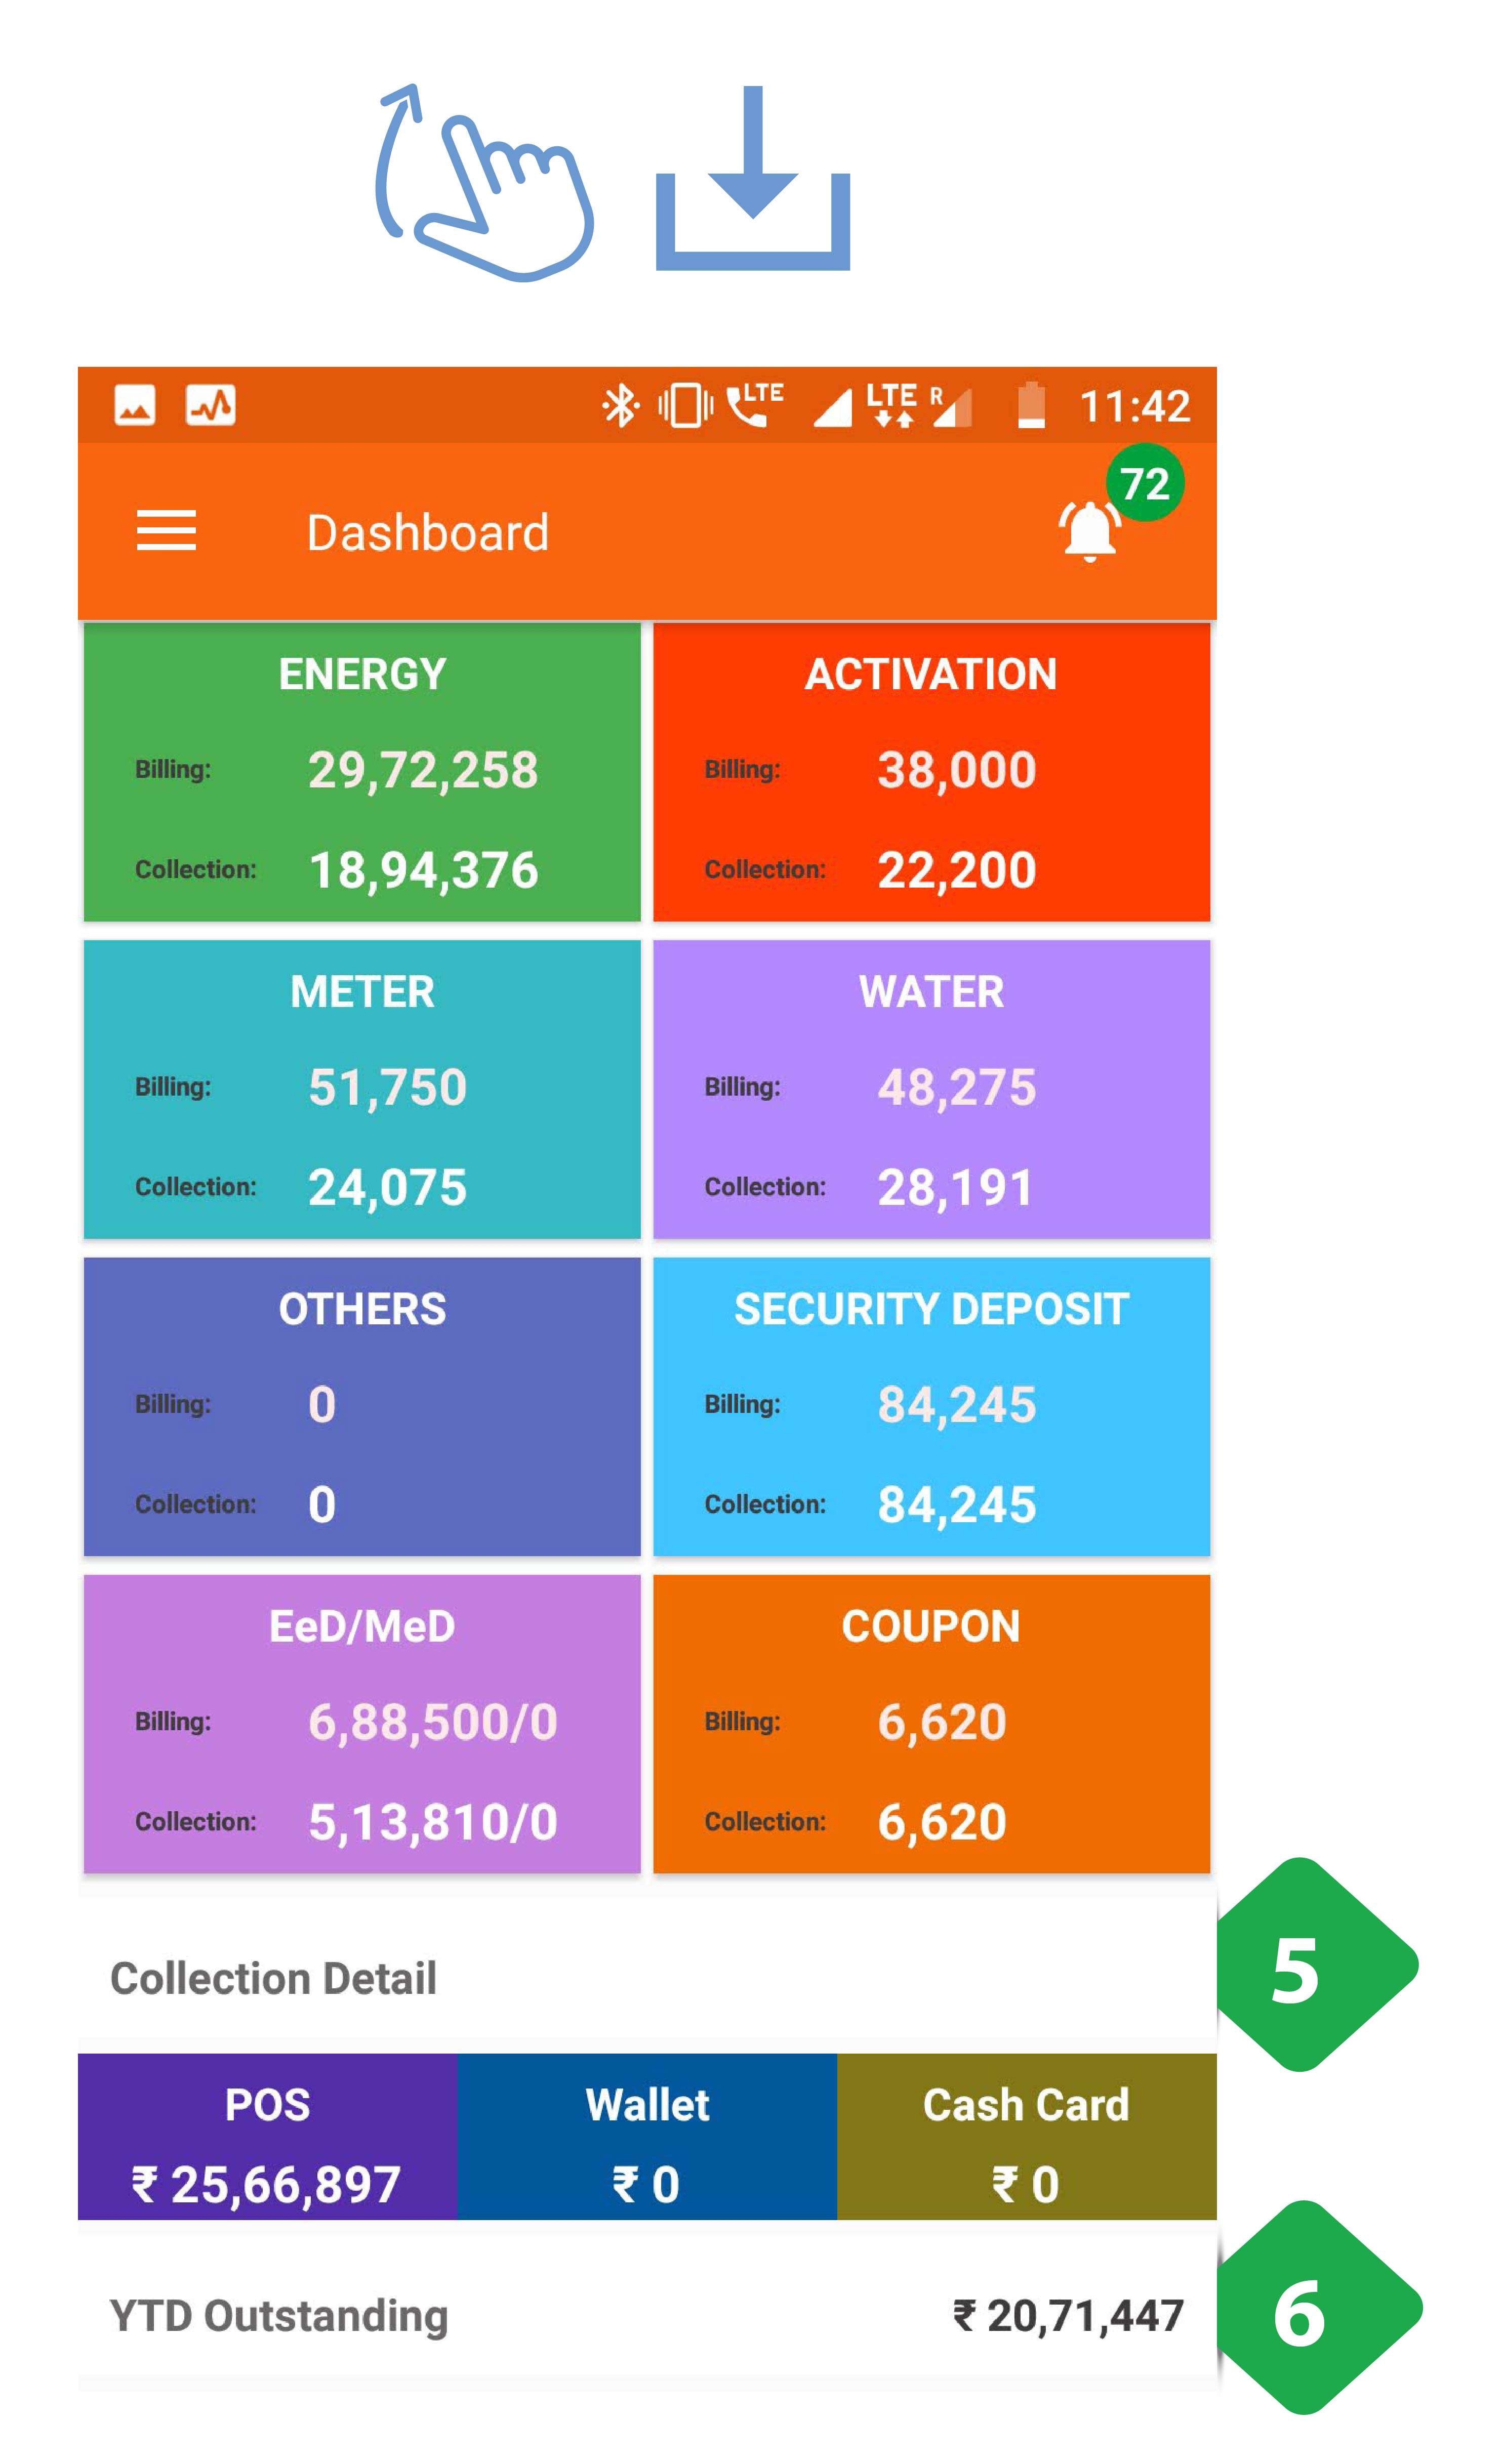 LTE LTE R 11:42
Dashboard 72
ENERGY
Billing: 29,72,258
Collection: 18,94,376
ACTIVATION
Billing: 38,000
Collection: 22,200
METER
Billing: 51,750
Collection: 24,075
WATER
Billing: 48,275
Collection: 28,191
OTHERS
Billing: 0
Collection: 0
SECURITY DEPOSIT
Billing: 84,245
Collection: 84,245
EeD/MeD
Billing: 6,88,500/0
Collection: 5,13,810/0
COUPON
Billing: 6,620
Collection: 6,620
Collection Detail
5
POS
₹ 25,66,897
Wallet
₹ 0
Cash Card
₹ 0
YTD Outstanding ₹ 20,71,447
6